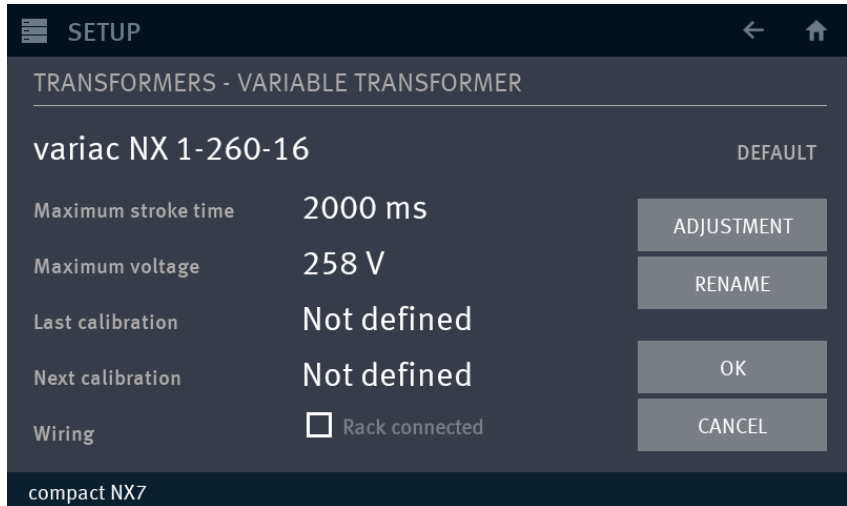 SETUP
TRANSFORMERS - VARIABLE TRANSFORMER
variac NX 1-260-16
DEFAULT
Maximum stroke time 2000 ms
ADJUSTMENT
Maximum voltage 258 V
RENAME
Last calibration Not defined
Next calibration Not defined
OK
Wiring Rack connected
CANCEL
compact NX7